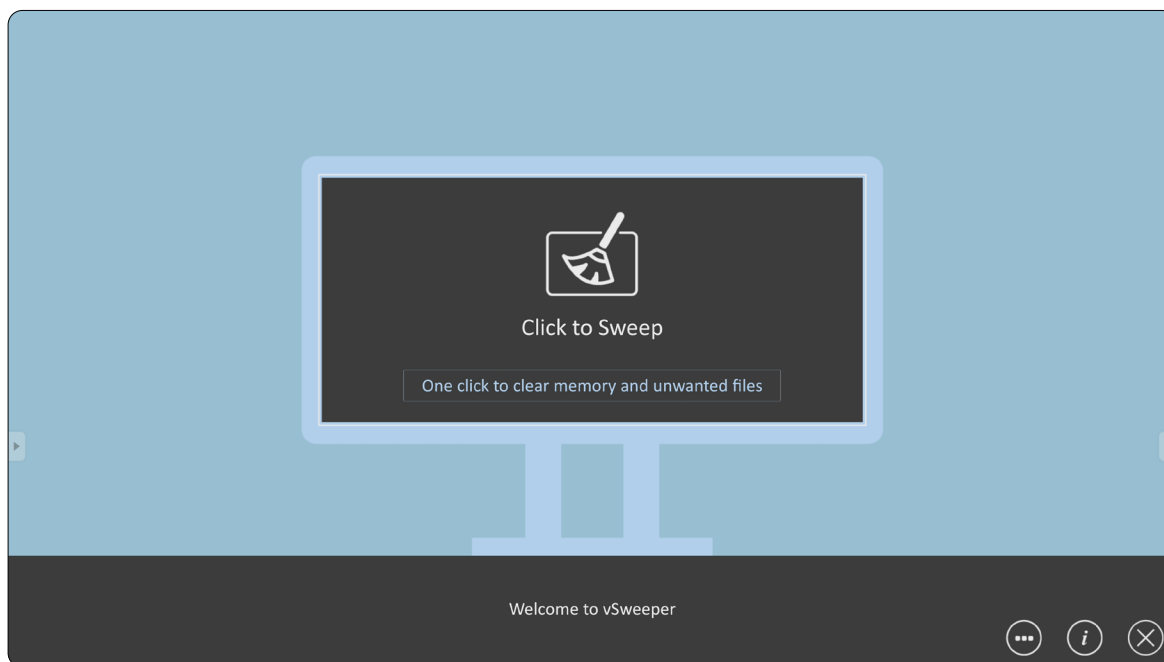 Click to Sweep
One click to clear memory and unwanted files
Welcome to vSweeper
i